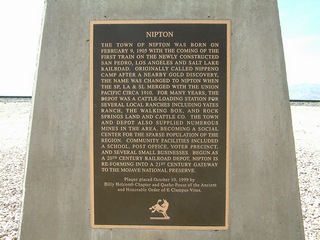 NIPTON
THE TOWN OF NIPTON WAS BORN ON
FEBRUARY 9, 1905 WITH THE COMING OF THE
FIRST TRAIN ON THE NEWLY CONSTRUCTED
SAN PEDRO, LOS ANGELES AND SALT LAKE
RAILROAD. ORIGINALLY CALLED NIPPENO
CAMP AFTER A NEARBY GOLD DISCOVERY,
THE NAME WAS CHANGED TO NIPTON WHEN
THE SP, LA & SL MERGED WITH THE UNION
PACIFIC CIRCA 1910. FOR MANY YEARS, THE
DEPOT WAS A CATTLE-LOADING STATION FOR
SEVERAL LOCAL RANCHES INCLUDING YATES
RANCH, THE WALKING BOX, AND ROCK
SPRINGS LAND AND CATTLE CO. THE TOWN
AND DEPOT ALSO SUPPLIED NUMEROUS
MINES IN THE AREA, BECOMING A SOCIAL
CENTER FOR THE SPARSE POPULATION OF THE
REGION. COMMUNITY FACILITIES INCLUDED
A SCHOOL, POST OFFICE, VOTER PRECINCT,
AND SEVERAL SMALL BUSINESSES. BEGUN AS
A 20TH CENTURY RAILROAD DEPOT, NIPTON IS
RE-FORMING INTO A 21ST CENTURY GATEWAY
TO THE MOJAVE NATIONAL PRESERVE.
Plaque placed October 10, 1999 by
Billy Holcomb Chapter and Queho Posse of the Ancient
and Honorable Order of E Clampus Vitus.